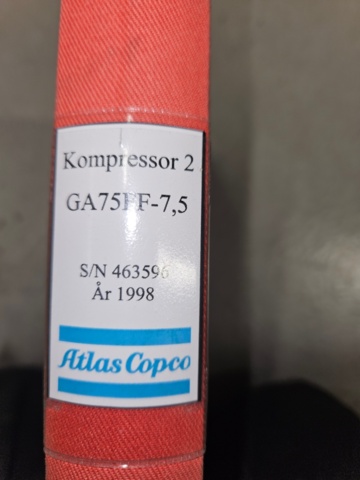 Kompressor 2
GA75FF-7,5
S/N 463596
År 1998
Atlas Copco